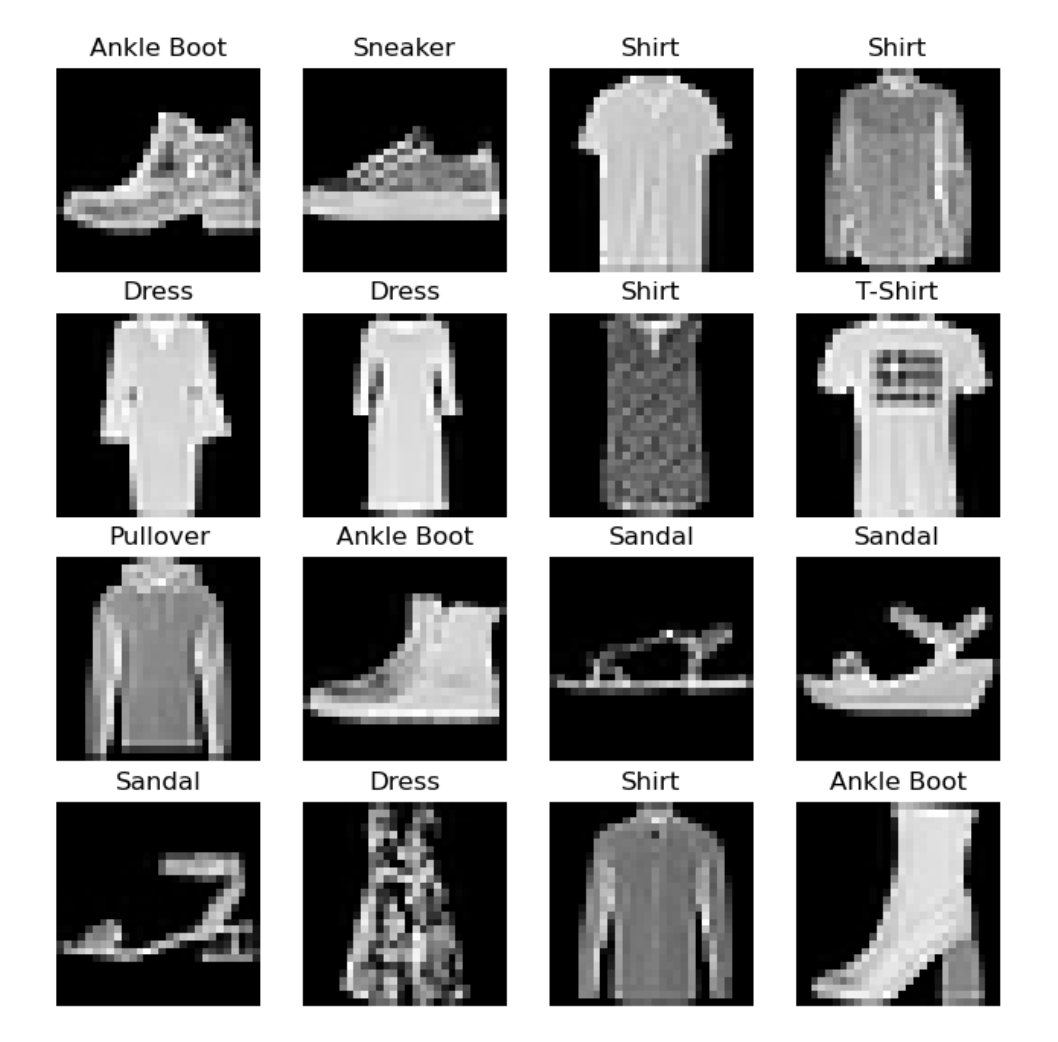 Ankle Boot Sneaker Shirt Shirt
Dress Dress Shirt T-Shirt
Pullover Ankle Boot Sandal Sandal
Sandal Dress Shirt Ankle Boot